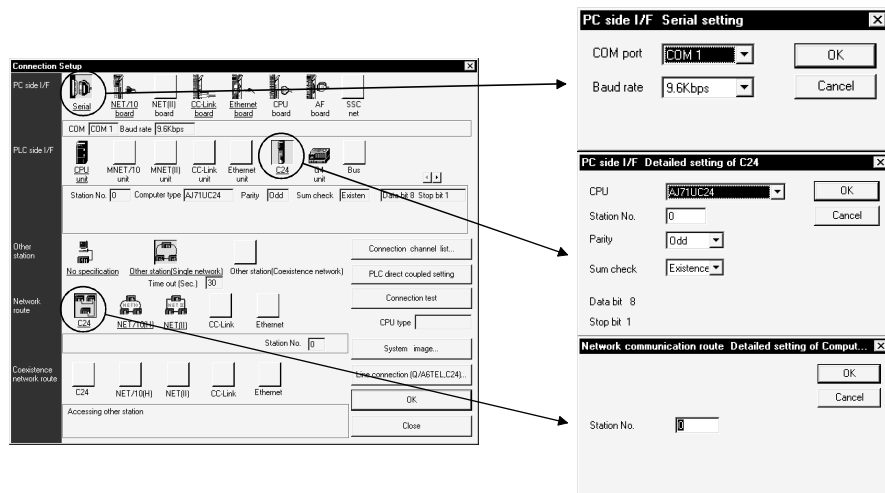 Connection Setup
PC side I/F
Serial
NET/10 board
NET(II) board
CC-Link board
Ethernet board
CPU board
AF board
SSC net
COM COM 1 Baud rate 9.6Kbps
PLC side I/F
CPU unit
MNET/10 unit
MNET(II) unit
CC-Link unit
Ethernet unit
C24
G4 unit
Bus
Station No. 0 Computer type AJ71UC24 Parity Odd Sum check Existen Data bit 8 Stop bit 1
Other station
No specification
Other station(Single network)
Other station(Coexistence network)
Time out (Sec.) 30
Network route
C24
NET/10(H)
NET(II)
CC-Link
Ethernet
Station No. 0
Coexistence network route
C24
NET/10(H)
NET(II)
CC-Link
Ethernet
Accessing other station
Connection channel list...
PLC direct coupled setting
Connection test
CPU type
System image...
Line connection (Q/A6TEL,C24)...
OK
Close
PC side I/F Serial setting
COM port COM 1
OK
Baud rate 9.6Kbps
Cancel
PC side I/F Detailed setting of C24
CPU AJ71UC24
OK
Station No. 0
Cancel
Parity Odd
Sum check Existence
Data bit 8
Stop bit 1
Network communication route Detailed setting of Comput...
OK
Cancel
Station No. 0